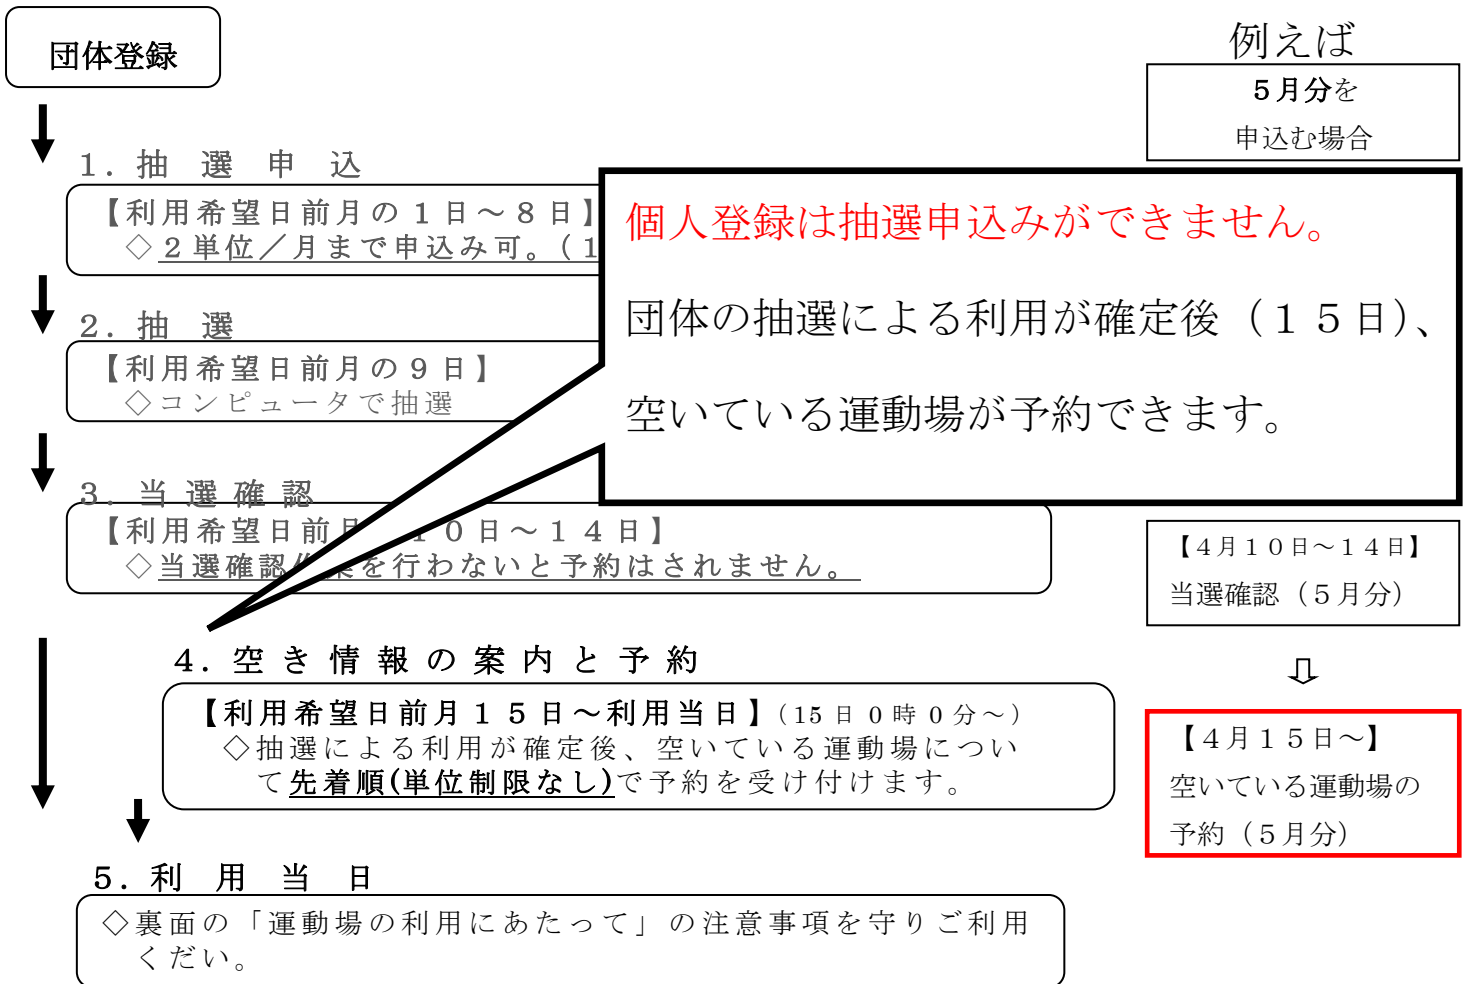 団体登録
例えば
５月分を
申込む場合
１．抽　選　申　込
【利用希望日前月の１日～８日】
◇２単位／月まで申込み可。（１
個人登録は抽選申込みができません。
団体の抽選による利用が確定後（１５日）、
空いている運動場が予約できます。
２．抽　選
【利用希望日前月の９日】
◇コンピュータで抽選
３．当選確認
【利用希望日前月　０日～１４日】
◇当選確認　業を行わないと予約はされません。
【４月１０日～１４日】
当選確認（５月分）
４．空き情報の案内と予約
【利用希望日前月１５日～利用当日】（15日0時0分～）
◇抽選による利用が確定後、空いている運動場につい
て先着順(単位制限なし)で予約を受け付けます。
⇩
【４月１５日～】
空いている運動場の
予約（５月分）
５．利　用　当　日
◇裏面の「運動場の利用にあたって」の注意事項を守りご利用
くだい。